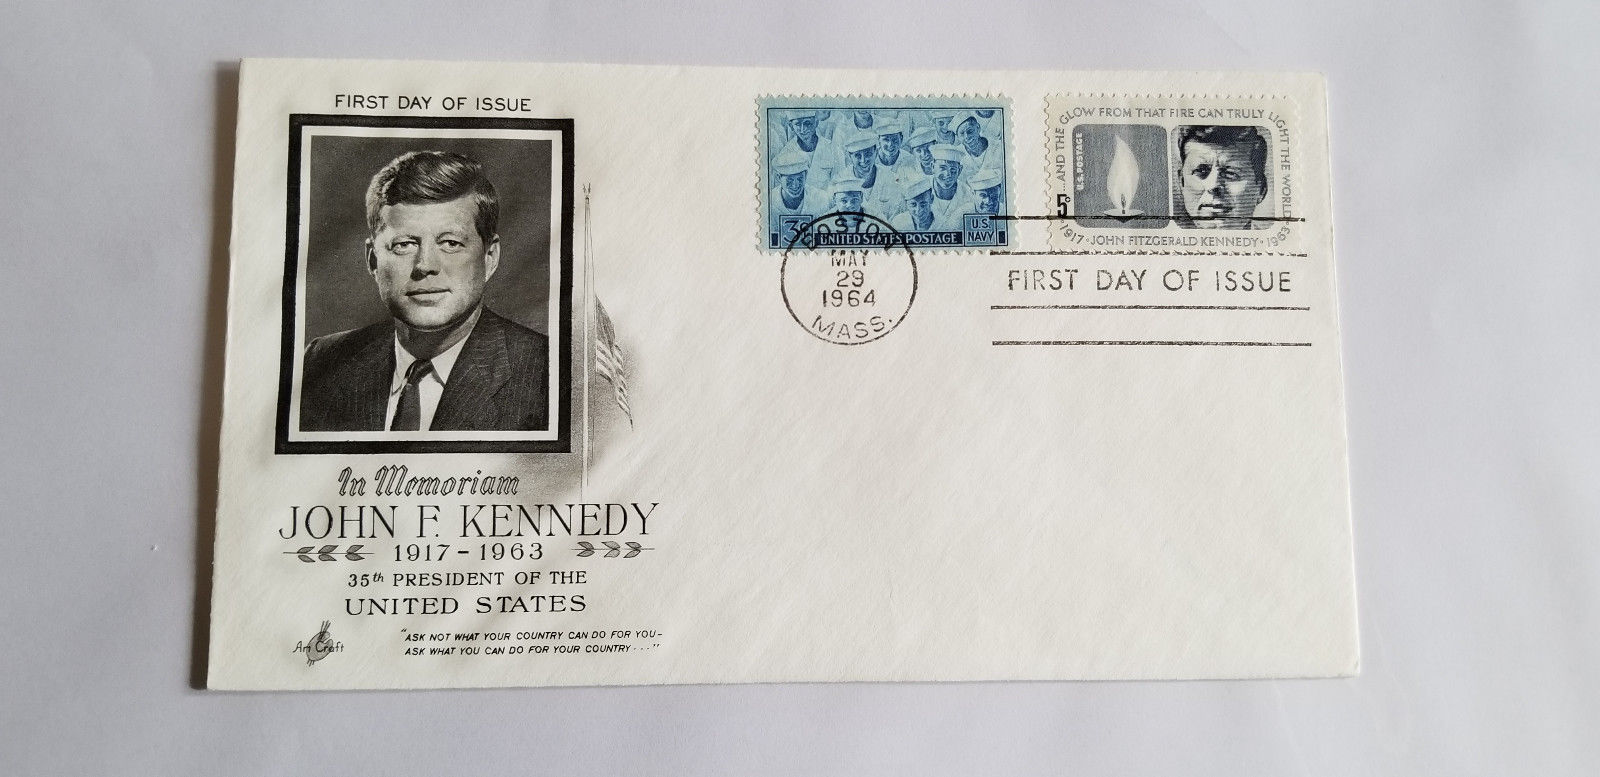 FIRST DAY OF ISSUE
In Memoriam
JOHN F. KENNEDY
1917 - 1963
35th PRESIDENT OF THE
UNITED STATES
"ASK NOT WHAT YOUR COUNTRY CAN DO FOR YOU-
ASK WHAT YOU CAN DO FOR YOUR COUNTRY . . ."
Art Craft
3¢
UNITED STATES POSTAGE
U.S.
NAVY
...AND THE GLOW FROM THAT FIRE CAN TRULY LIGHT THE WORLD
U.S. POSTAGE
5¢
1917 · JOHN FITZGERALD KENNEDY · 1963
BOSTON
MAY
29
1964
MASS.
FIRST DAY OF ISSUE